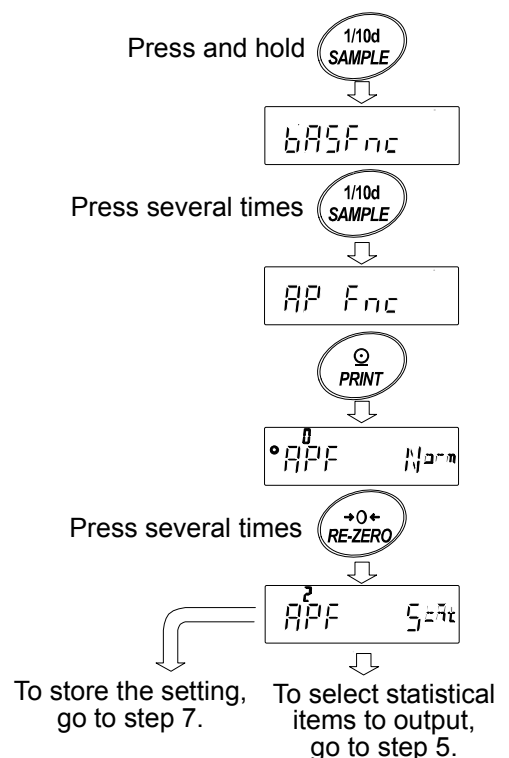 Press and hold
1/10d
SAMPLE
bASFnc
Press several times
1/10d
SAMPLE
AP Fnc
PRINT
0
APF Norm
Press several times
→0←
RE-ZERO
2
APF Stat
To store the setting,
go to step 7.
To select statistical
items to output,
go to step 5.